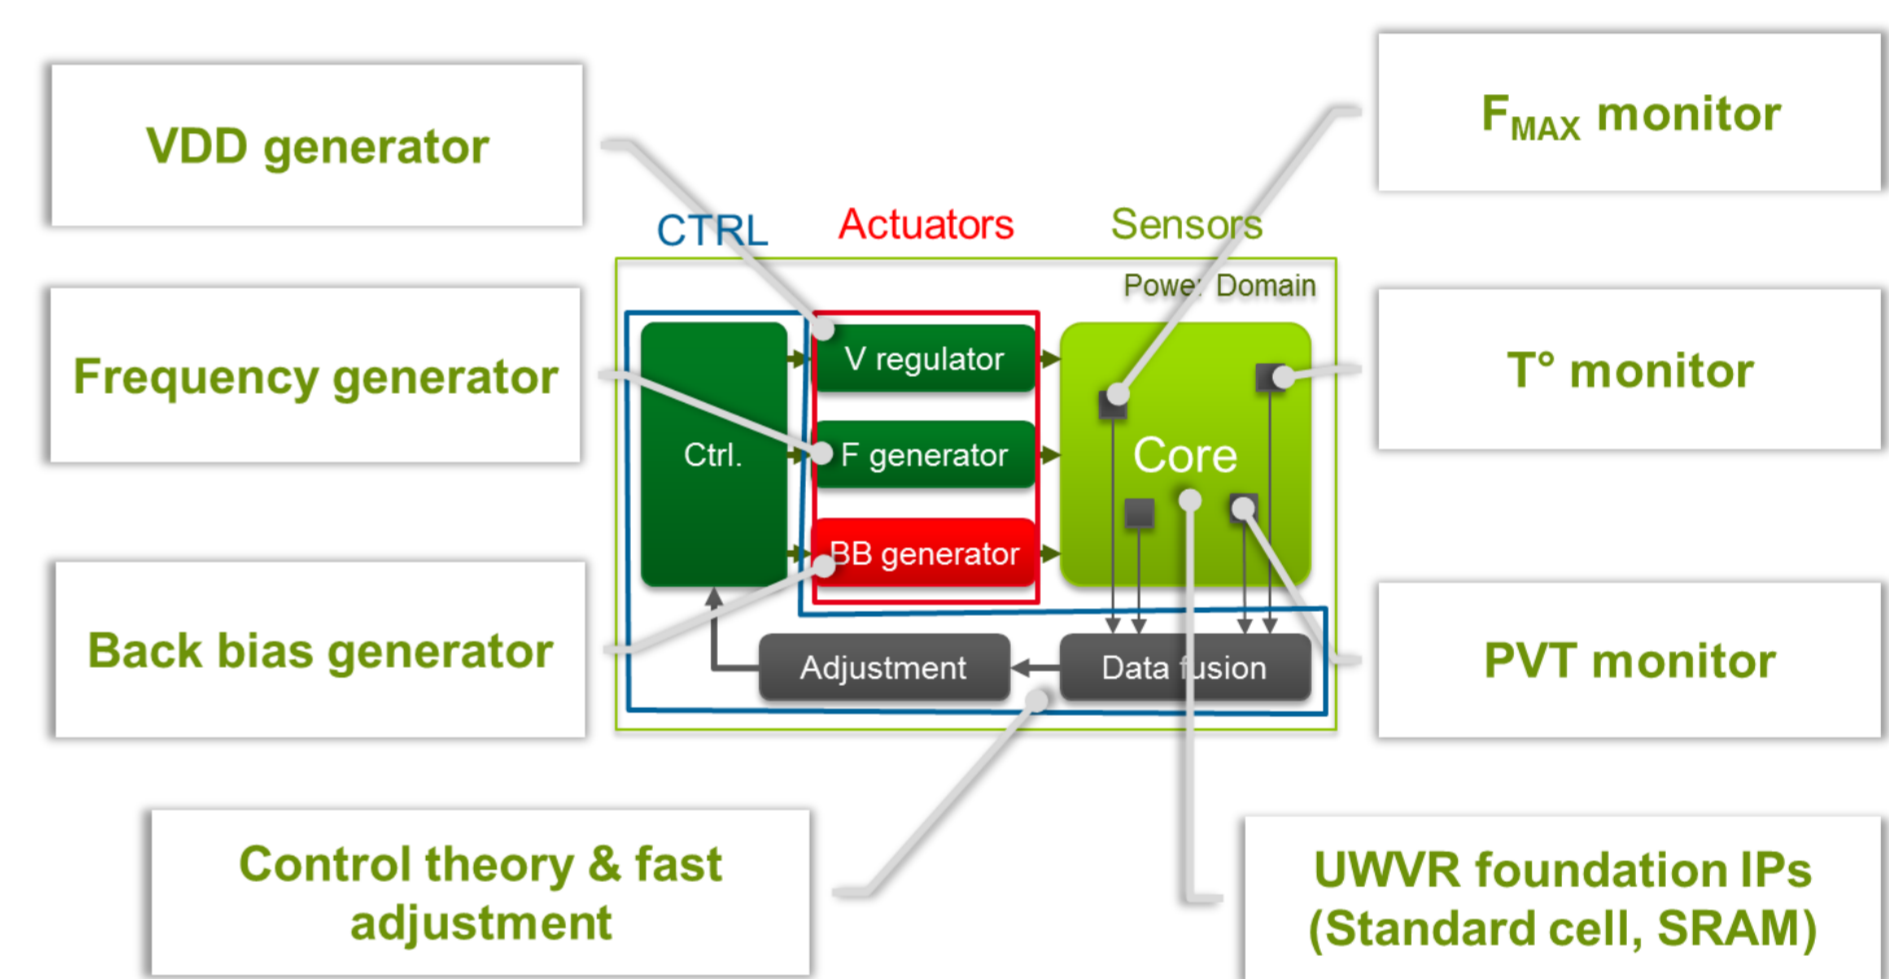 VDD generator
F_MAX monitor
CTRL
Actuators
Sensors
Power Domain
Frequency generator
T° monitor
Ctrl.
V regulator
F generator
BB generator
Core
Back bias generator
PVT monitor
Adjustment
Data fusion
Control theory & fast
adjustment
UWVR foundation IPs
(Standard cell, SRAM)